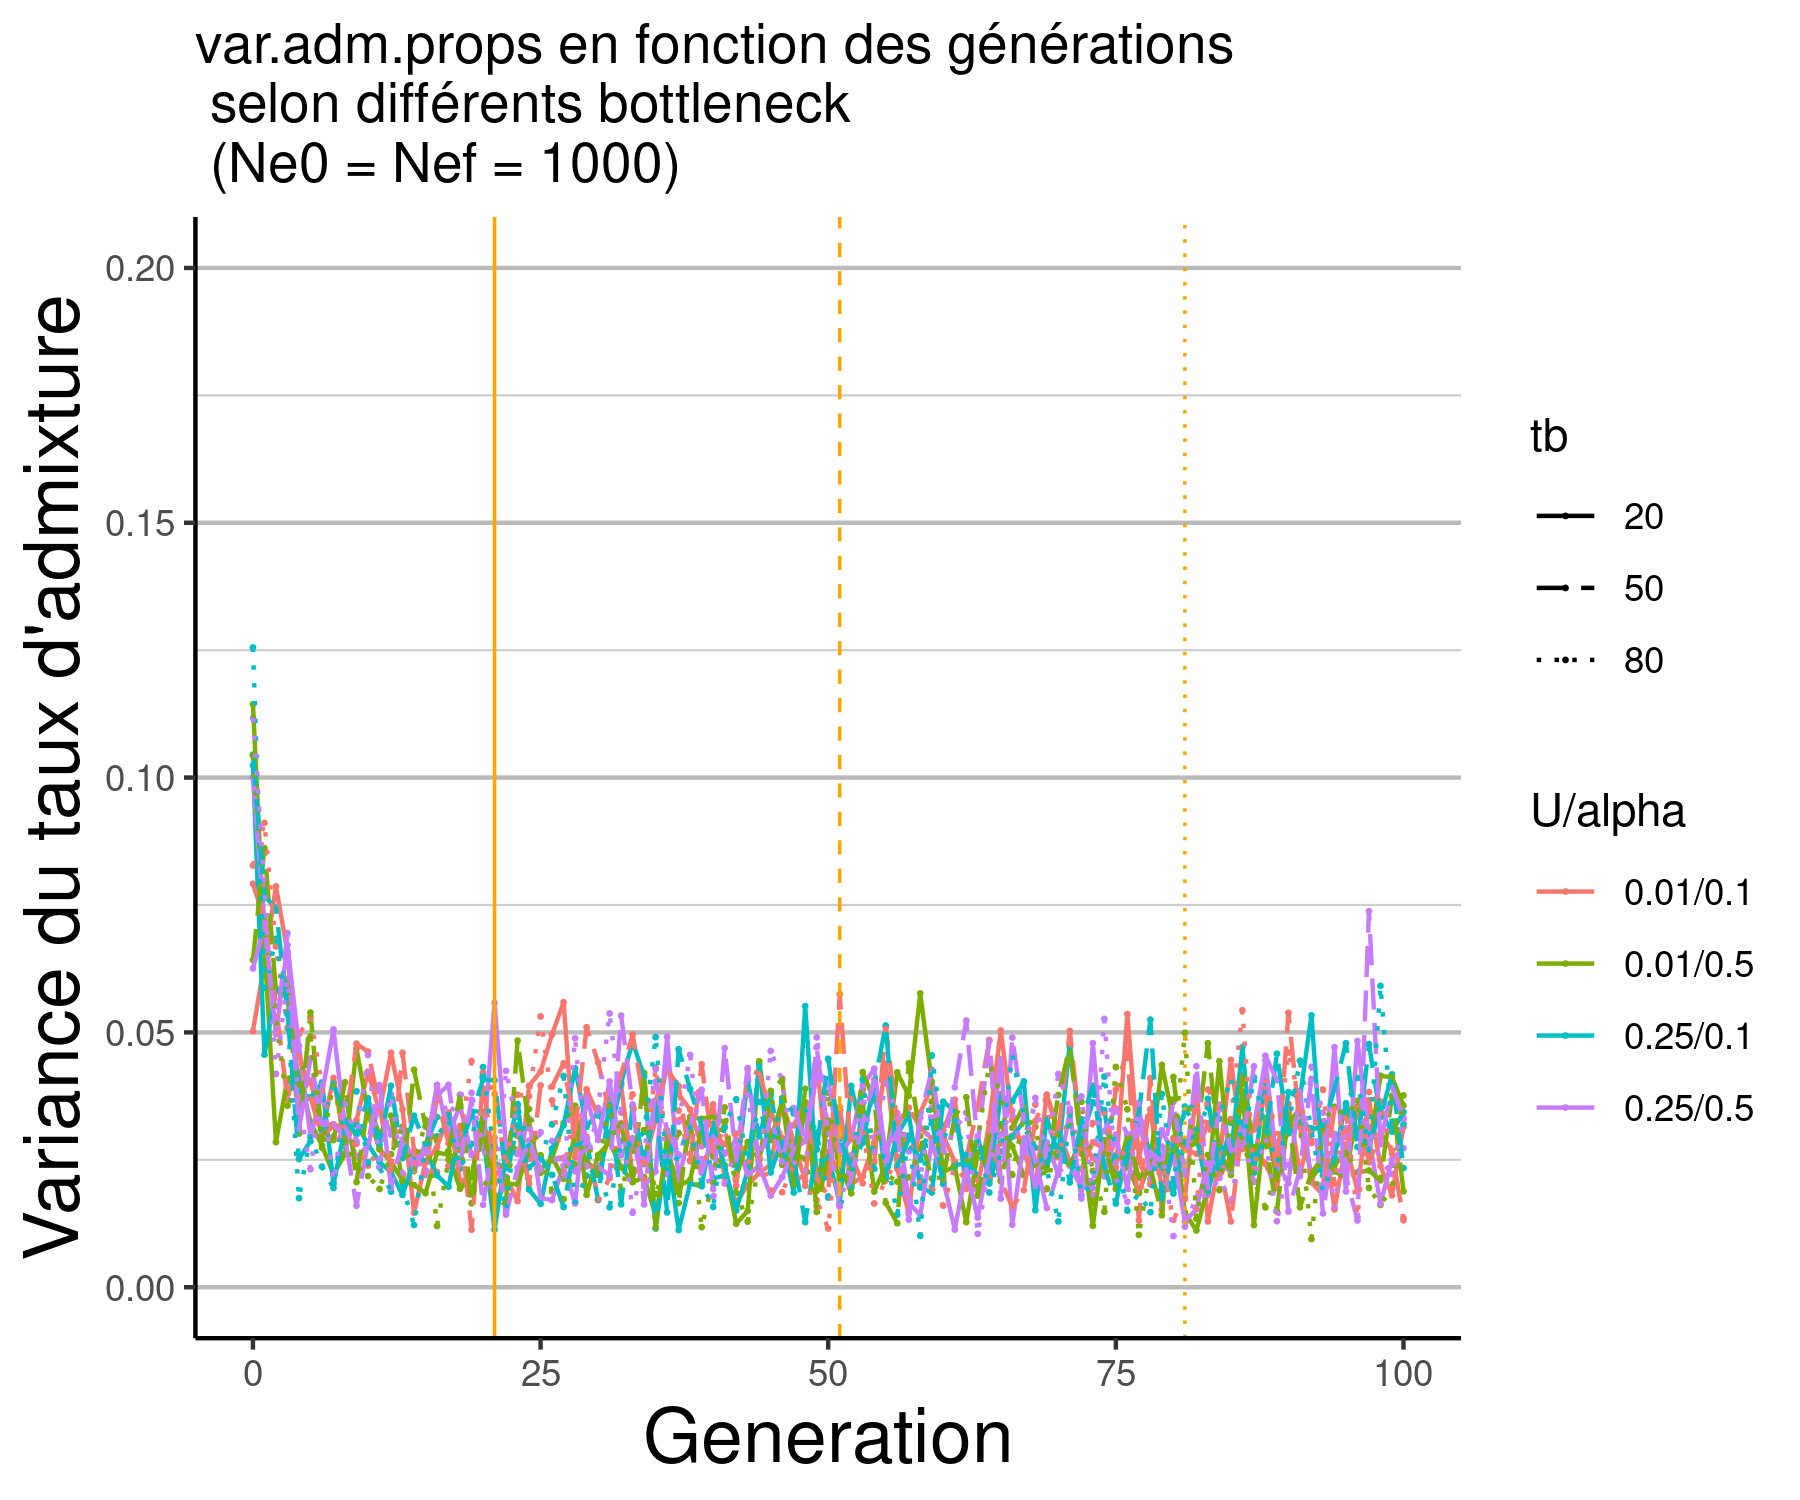 var.adm.props en fonction des générations
selon différents bottleneck
(Ne0 = Nef = 1000)
Variance du taux d'admixture
0.20
0.15
0.10
0.05
0.00
0
25
50
75
100
Generation
tb
20
50
80
U/alpha
0.01/0.1
0.01/0.5
0.25/0.1
0.25/0.5